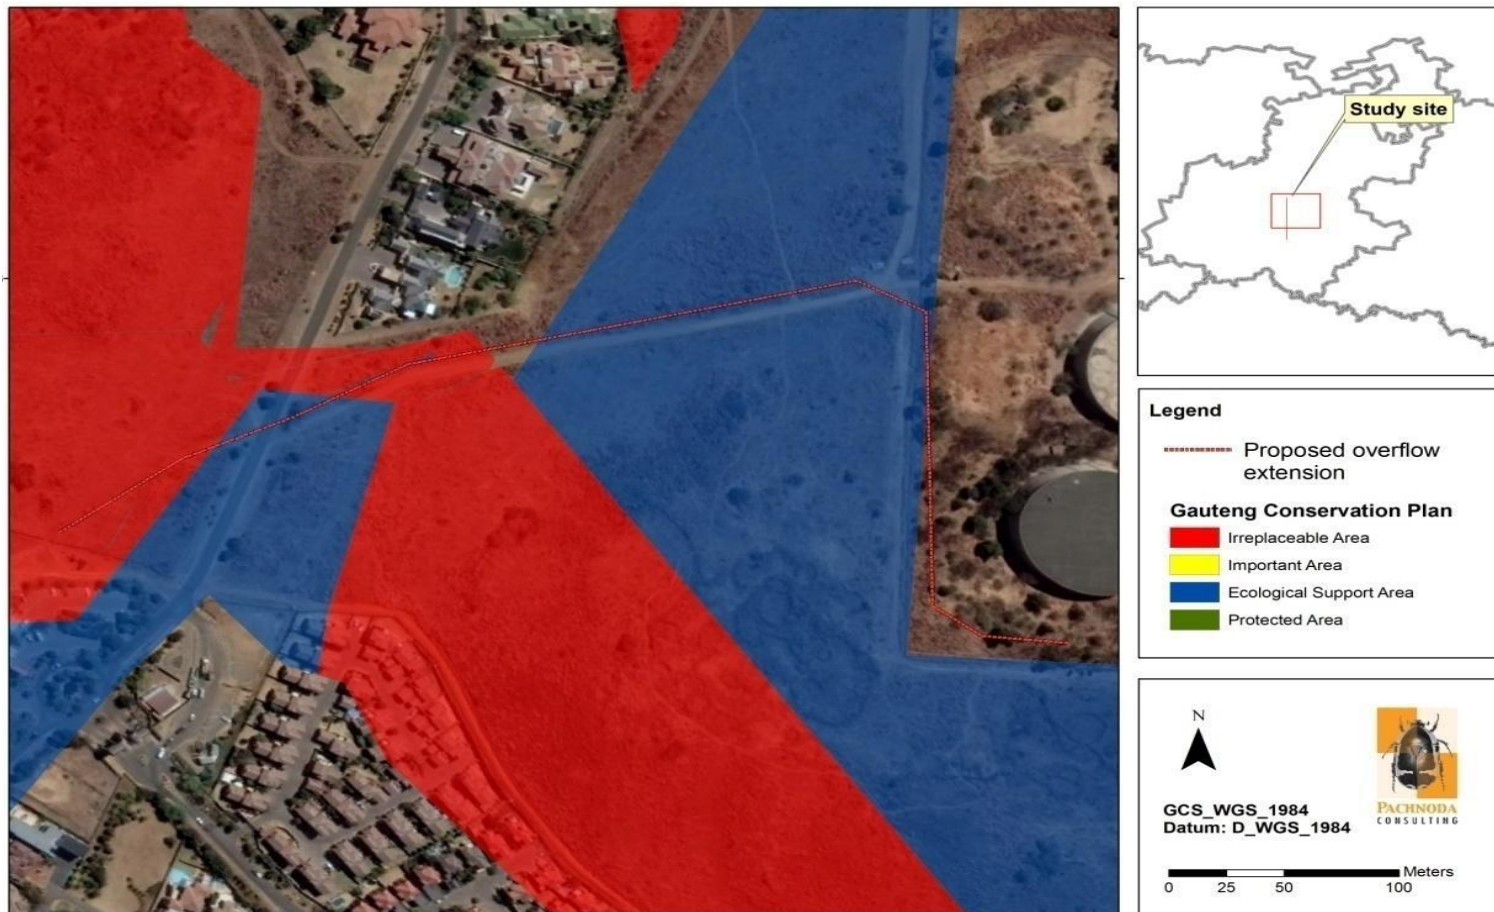 Study site
Legend
Proposed overflow
extension
Gauteng Conservation Plan
Irreplaceable Area
Important Area
Ecological Support Area
Protected Area
N
PACHNODA
CONSULTING
GCS_WGS_1984
Datum: D_WGS_1984
Meters
0 25 50 100